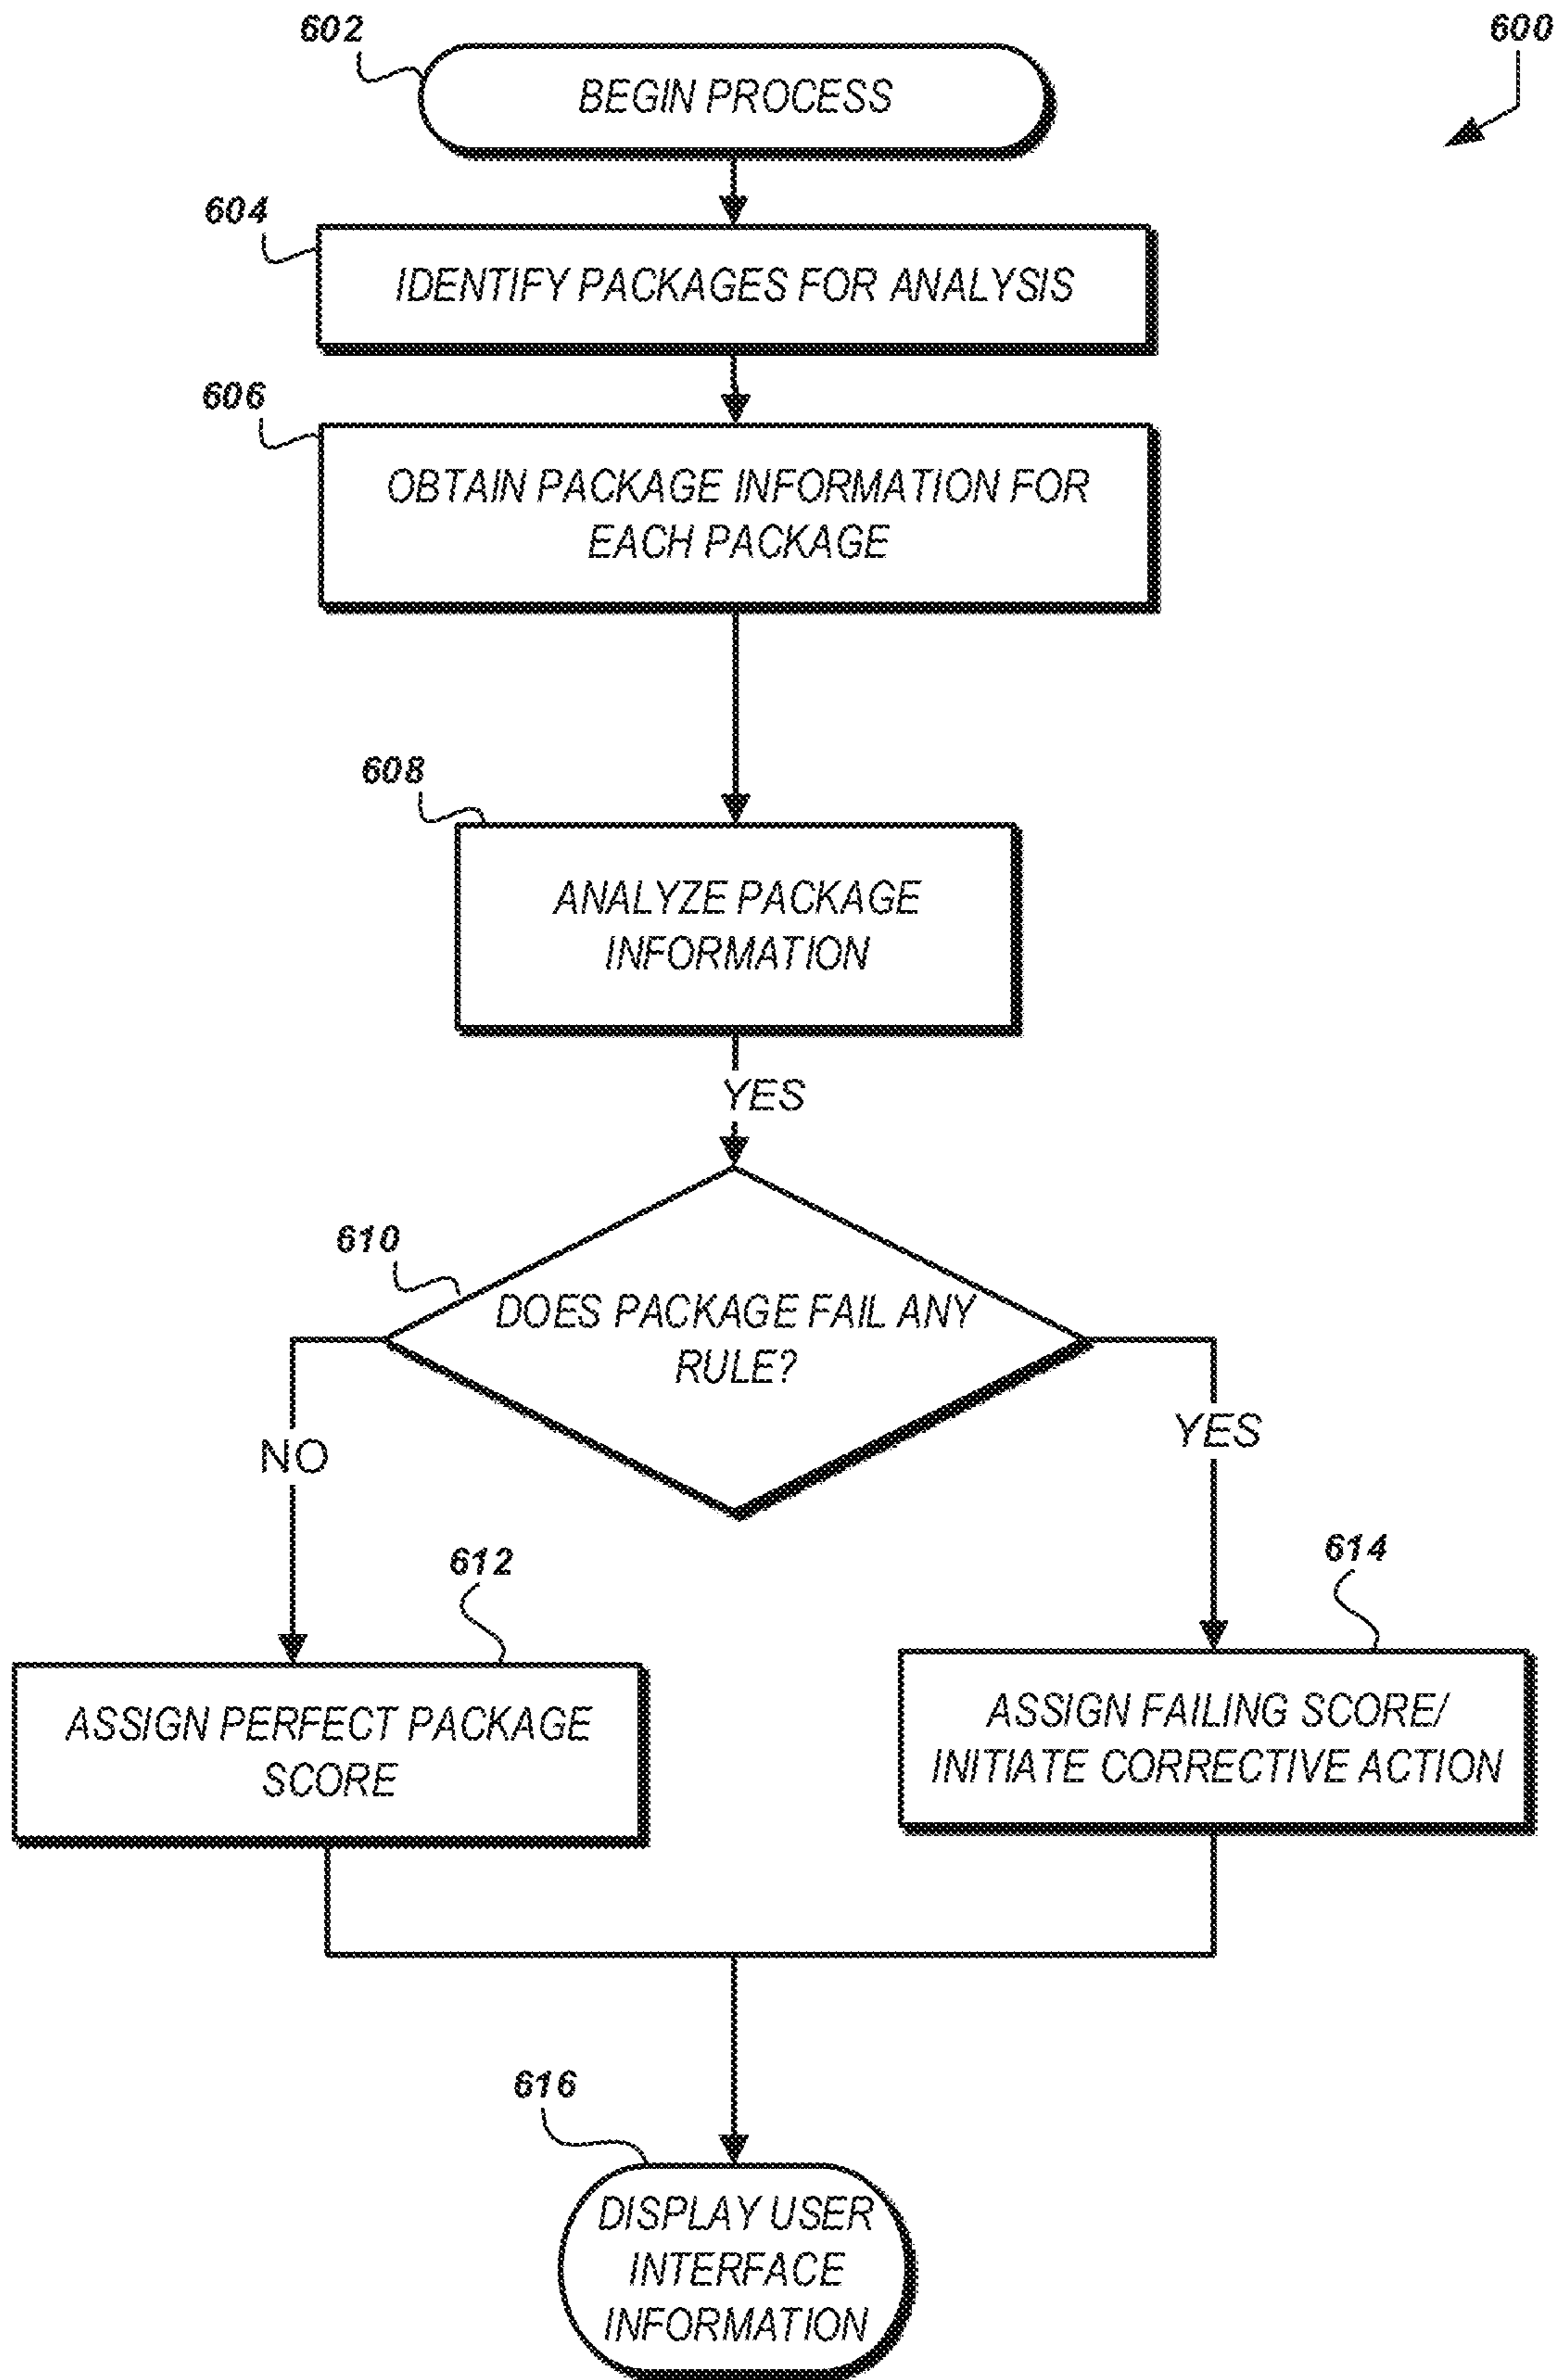 602
600
BEGIN PROCESS
604
IDENTIFY PACKAGES FOR ANALYSIS
606
OBTAIN PACKAGE INFORMATION FOR
EACH PACKAGE
608
ANALYZE PACKAGE
INFORMATION
YES
610
DOES PACKAGE FAIL ANY
RULE?
NO
YES
612
614
ASSIGN PERFECT PACKAGE
SCORE
ASSIGN FAILING SCORE/
INITIATE CORRECTIVE ACTION
616
DISPLAY USER
INTERFACE
INFORMATION